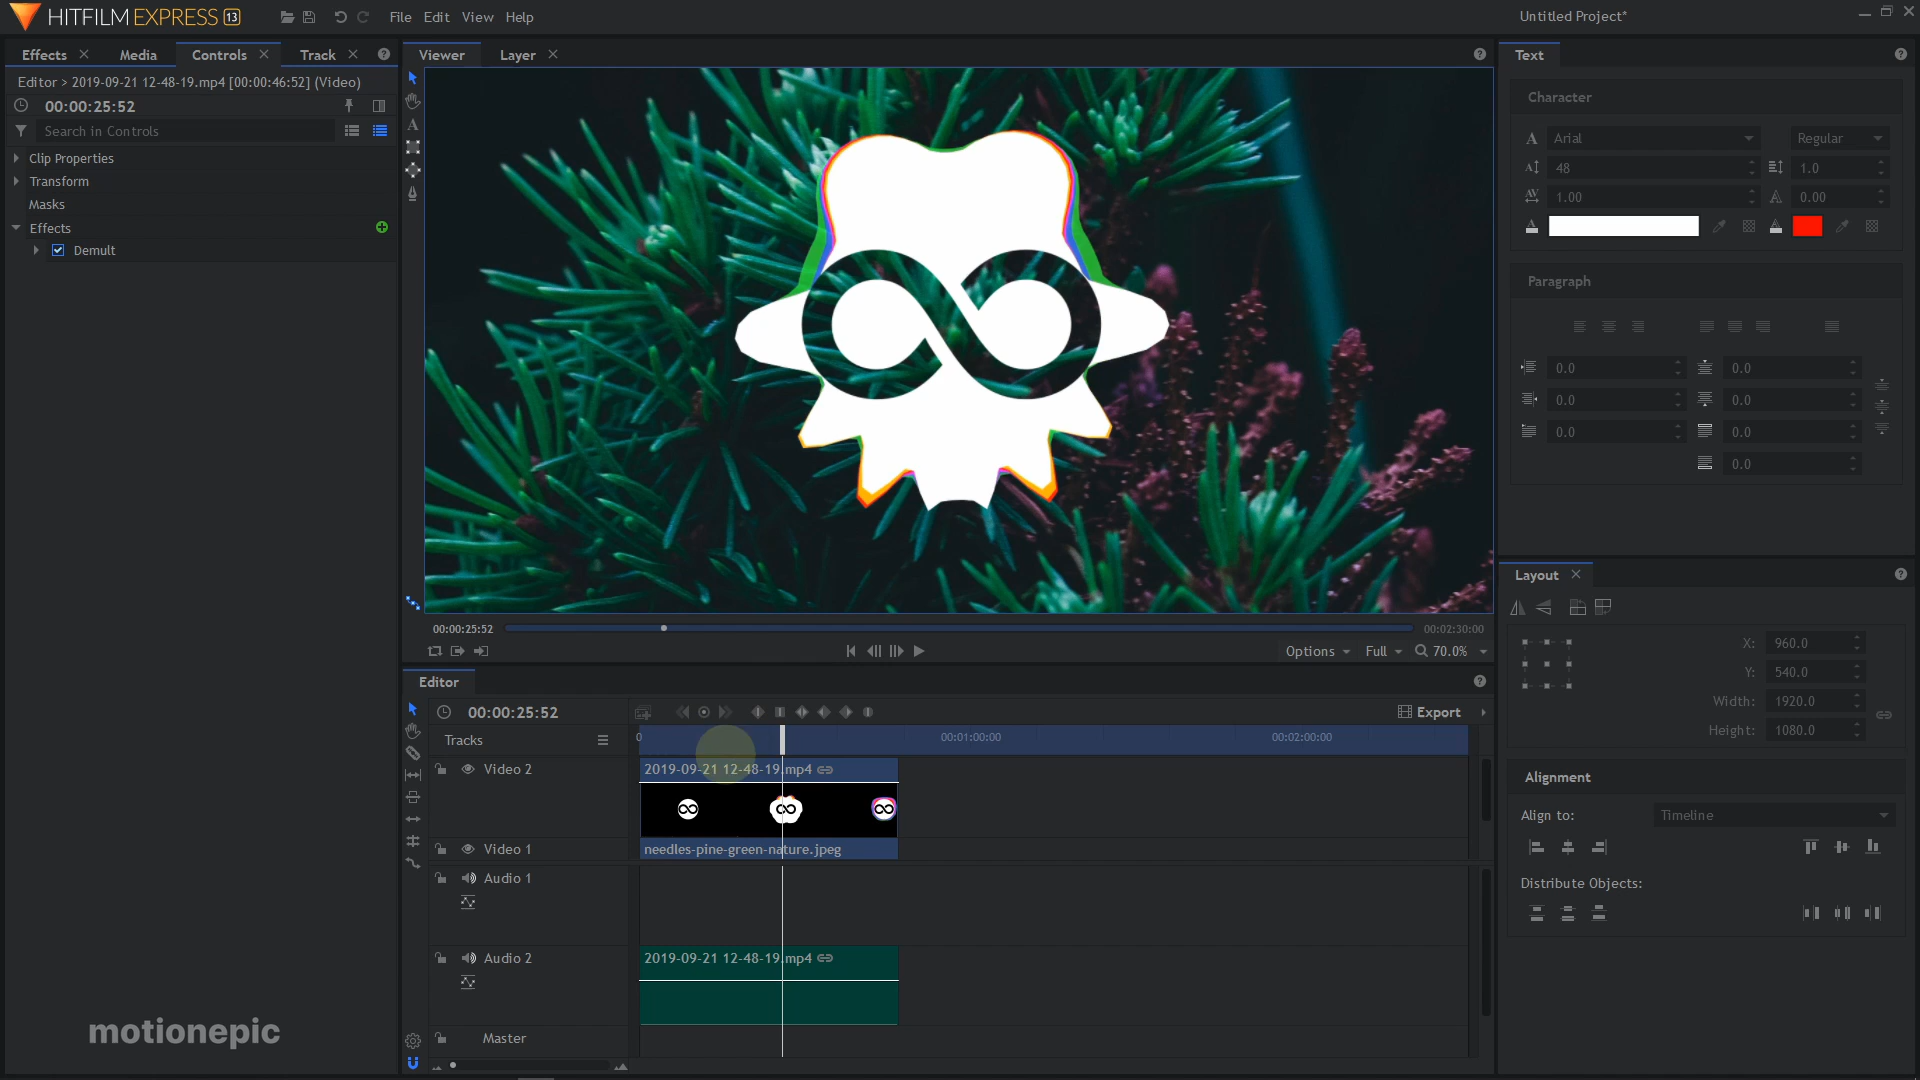 HITFILM EXPRESS 13 File Edit View Help Untitled Project*
Effects Media Controls Track
Editor > 2019-09-21 12-48-19.mp4 [00:00:46:52] (Video)
00:00:25:52
Search in Controls
Clip Properties
Transform
Masks
Effects
Demult
motionepic
Viewer Layer
00:00:25:52 00:02:30:00
Options Full 70.0%
Editor
00:00:25:52 Export
Tracks 0 00:01:00:00 00:02:00:00
Video 2 2019-09-21 12-48-19.mp4
Video 1 needles-pine-green-nature.jpeg
Audio 1
Audio 2 2019-09-21 12-48-19.mp4
Master
Text
Character
Arial Regular
48 1.0
1.00 0.00
Paragraph
0.0 0.0
0.0 0.0
0.0 0.0
0.0
Layout
X: 960.0
Y: 540.0
Width: 1920.0
Height: 1080.0
Alignment
Align to: Timeline
Distribute Objects: